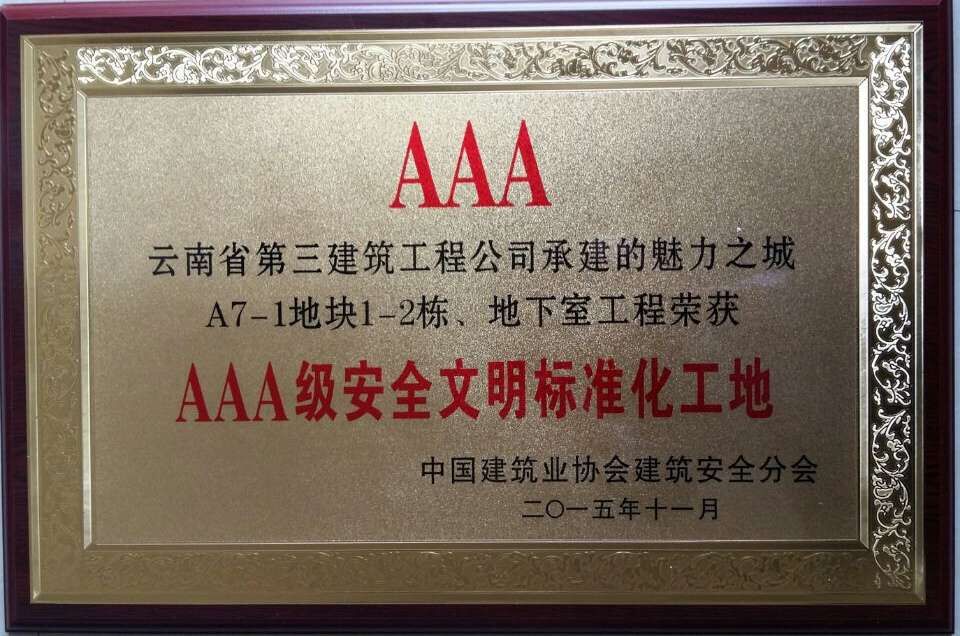 AAA
云南省第三建筑工程公司承建的魅力之城
A7-1地块1-2栋、地下室工程荣获
AAA级安全文明标准化工地
中国建筑业协会建筑安全分会
二〇一五年十一月